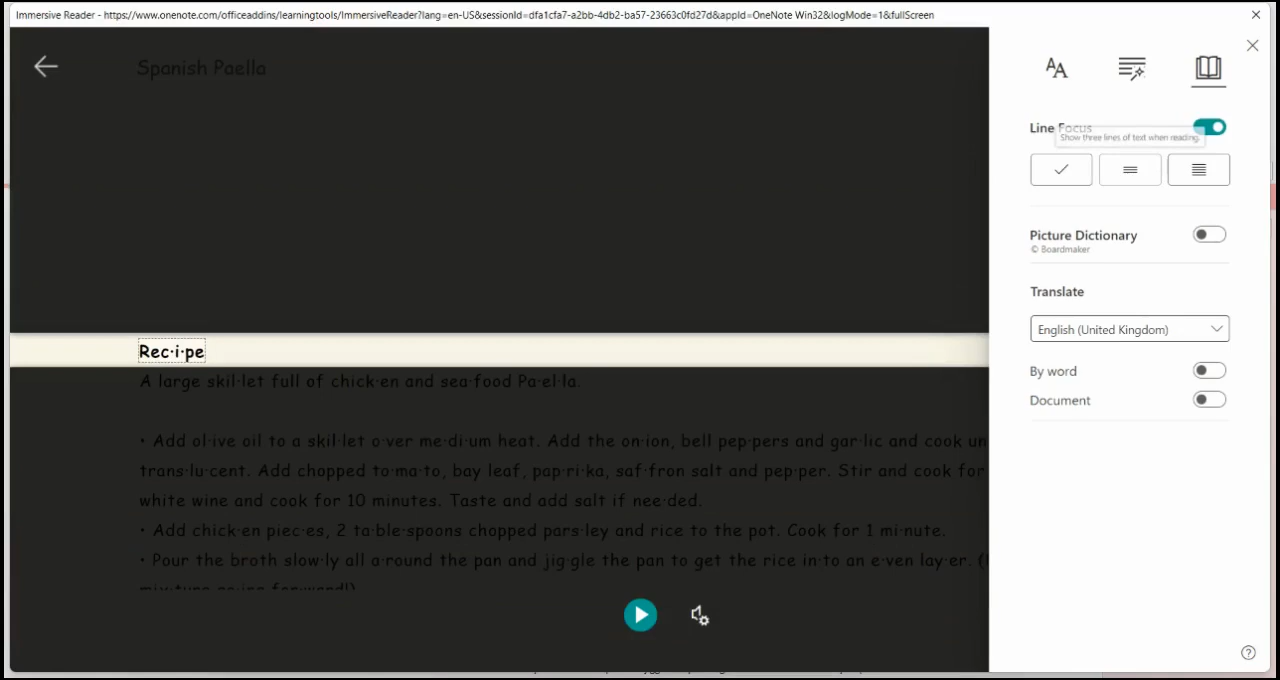 Immersive Reader - https://www.onenote.com/officeaddins/learningtools/ImmersiveReader?lang=en-US&sessionId=dfa1cfa7-a2bb-4db2-ba57-23663c0fd27d&appId=OneNote Win32&logMode=1&fullScreen
Spanish Paella
Line Focus
Show three lines of text when reading.
Picture Dictionary
© Boardmaker
Translate
English (United Kingdom)
By word
Document
Rec·i·pe
A large skil·let full of chick·en and sea·food Pa·el·la.
• Add ol·ive oil to a skil·let o·ver me·di·um heat. Add the on·ion, bell pep·pers and gar·lic and cook un
trans·lu·cent. Add chopped to·ma·to, bay leaf, pap·ri·ka, saf·fron salt and pep·per. Stir and cook for
white wine and cook for 10 minutes. Taste and add salt if nee·ded.
• Add chick·en piec·es, 2 ta·ble·spoons chopped pars·ley and rice to the pot. Cook for 1 mi·nute.
• Pour the broth slow·ly all a·round the pan and jig·gle the pan to get the rice in·to an e·ven lay·er. (
mix·ture go·ing for·ward!)